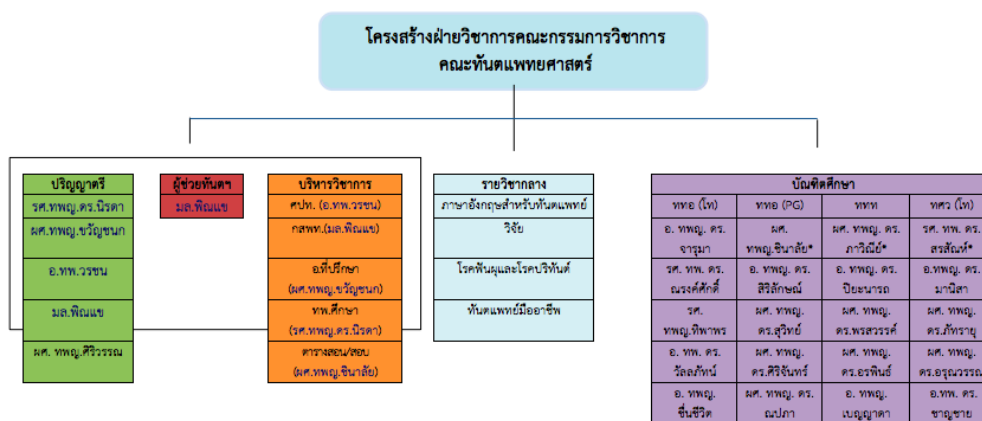 โครงสร้างฝ่ายวิชาการคณะกรรมการวิชาการ
คณะทันตแพทยศาสตร์
ปริญญาตรี
รศ.ทพญ.ดร.นิรดา
ผศ.ทพญ.ขวัญชนก
อ.ทพ.วรชน
มล.พิณแข
ผศ. ทพญ.ศิริวรรณ
ผู้ช่วยทันตฯ
มล.พิณแข
บริหารวิชาการ
ศปท. (อ.ทพ.วรชน)
กสพท.(มล.พิณแข)
อ.ที่ปรึกษา
(ผศ.ทพญ.ขวัญชนก)
ทพ.ศึกษา
(รศ.ทพญ.ดร.นิรดา)
ตารางสอน/สอบ
(ผศ.ทพญ.ชินาลัย)
รายวิชากลาง
ภาษาอังกฤษสำหรับทันตแพทย์
วิจัย
โรคฟันผุและโรคปริทันต์
ทันตแพทย์มืออาชีพ
บัณฑิตศึกษา
ททอ (โท) ททอ (PG) ททท ทศว (โท)
อ. ทพญ. ดร. ผศ. ผศ. ทพญ. ดร. รศ. ทพ. ดร.
จารุมา ทพญ.ชินาลัย* ภาวิณีย์* สรสัณห์*
รศ. ทพ. ดร. อ. ทพญ. ดร. อ. ทพญ. ดร. อ.ทพญ. ดร.
ณรงค์ศักดิ์ สิริลักษณ์ ปิยะนารถ มานิสา
รศ. ผศ. ทพญ. ผศ. ทพญ. ผศ. ทพญ.
ทพญ.ทิพาพร ดร.สุวิทย์ ดร.พรสวรรค์ ดร.ภัทรายุ
อ. ทพ. ดร. ผศ. ทพญ. ผศ. ทพญ. ผศ. ทพญ.
วัลลภัทน์ ดร.ศิริจันทร์ ดร.อรพินธ์ ดร.อรุณวรรณ
อ. ทพญ. ผศ. ทพญ. ดร. อ. ทพญ. อ.ทพ. ดร.
ชื่นชีวิต ณปภา เบญญาดา ชาญชาย